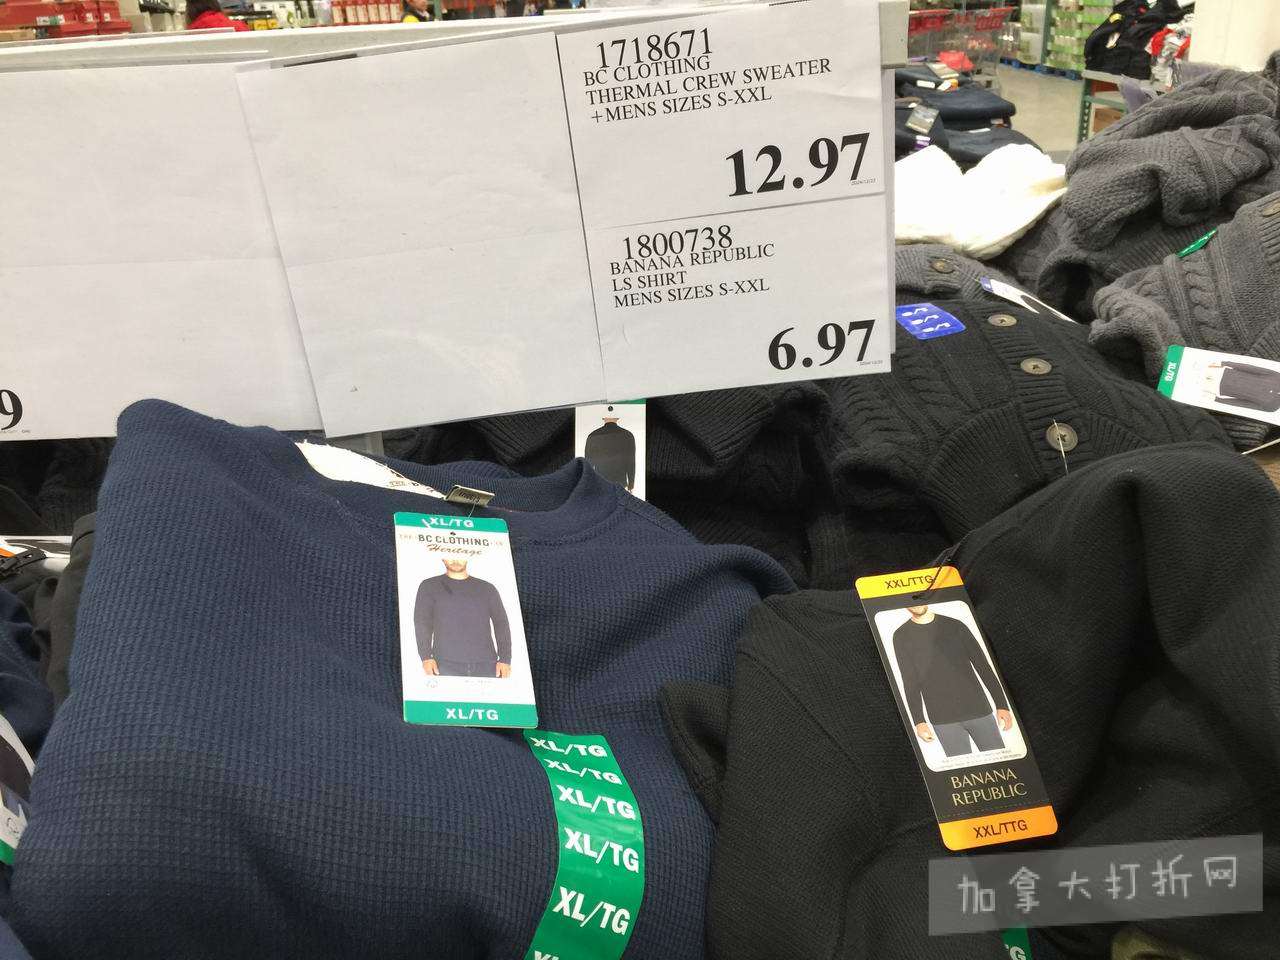 1718671
BC CLOTHING
THERMAL CREW SWEATER
+MENS SIZES S-XXL
12.97
1800738
BANANA REPUBLIC
LS SHIRT
MENS SIZES S-XXL
6.97
9
XL/TG
BC CLOTHING
Heritage
XL/TG
XL/TG
XL/TG
XL/TG
XL/TG
XL/TG
XXL/TTG
BANANA
REPUBLIC
XXL/TTG
XL/TG
加拿大打折网